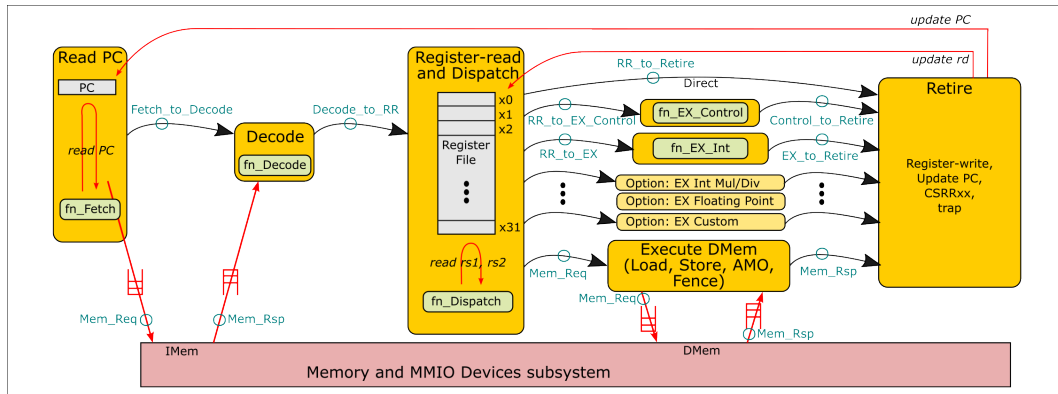 update PC
update rd
Read PC
PC
read PC
fn_Fetch
Fetch_to_Decode
Decode
fn_Decode
Decode_to_RR
Register-read
and Dispatch
x0
x1
x2
Register
File
x31
read rs1, rs2
fn_Dispatch
RR_to_Retire
Direct
RR_to_EX_Control
fn_EX_Control
Control_to_Retire
RR_to_EX
fn_EX_Int
EX_to_Retire
Option: EX Int Mul/Div
Option: EX Floating Point
Option: EX Custom
Mem_Req
Execute DMem
(Load, Store, AMO,
Fence)
Mem_Rsp
Retire
Register-write,
Update PC,
CSRRxx,
trap
Mem_Req
Mem_Rsp
Mem_Req
Mem_Rsp
IMem
DMem
Memory and MMIO Devices subsystem